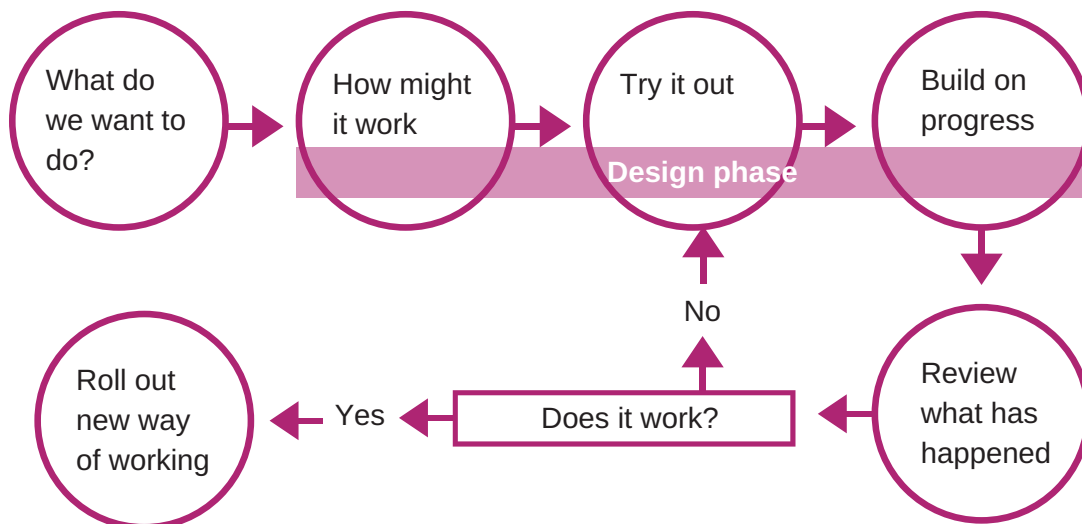 What do
we want to
do?
How might
it work
Try it out
Build on
progress
Design phase
No
Review
what has
happened
Does it work?
Yes
Roll out
new way
of working